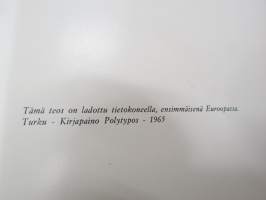 Tämä teos on ladottu tietokoneella, ensimmäisenä Euroopassa.
Turku - Kirjapaino Polytypos - 1965